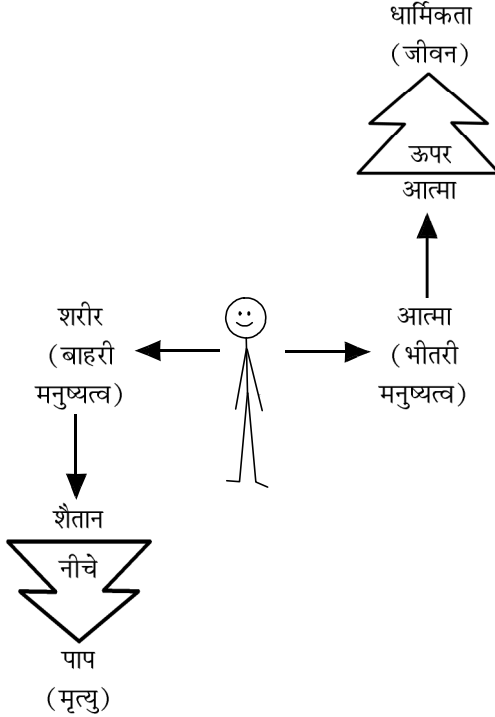 धार्मिकता
(जीवन)
ऊपर
आत्मा
शरीर
(बाहरी
मनुष्यत्व)
आत्मा
(भीतरी
मनुष्यत्व)
शैतान
नीचे
पाप
(मृत्यु)